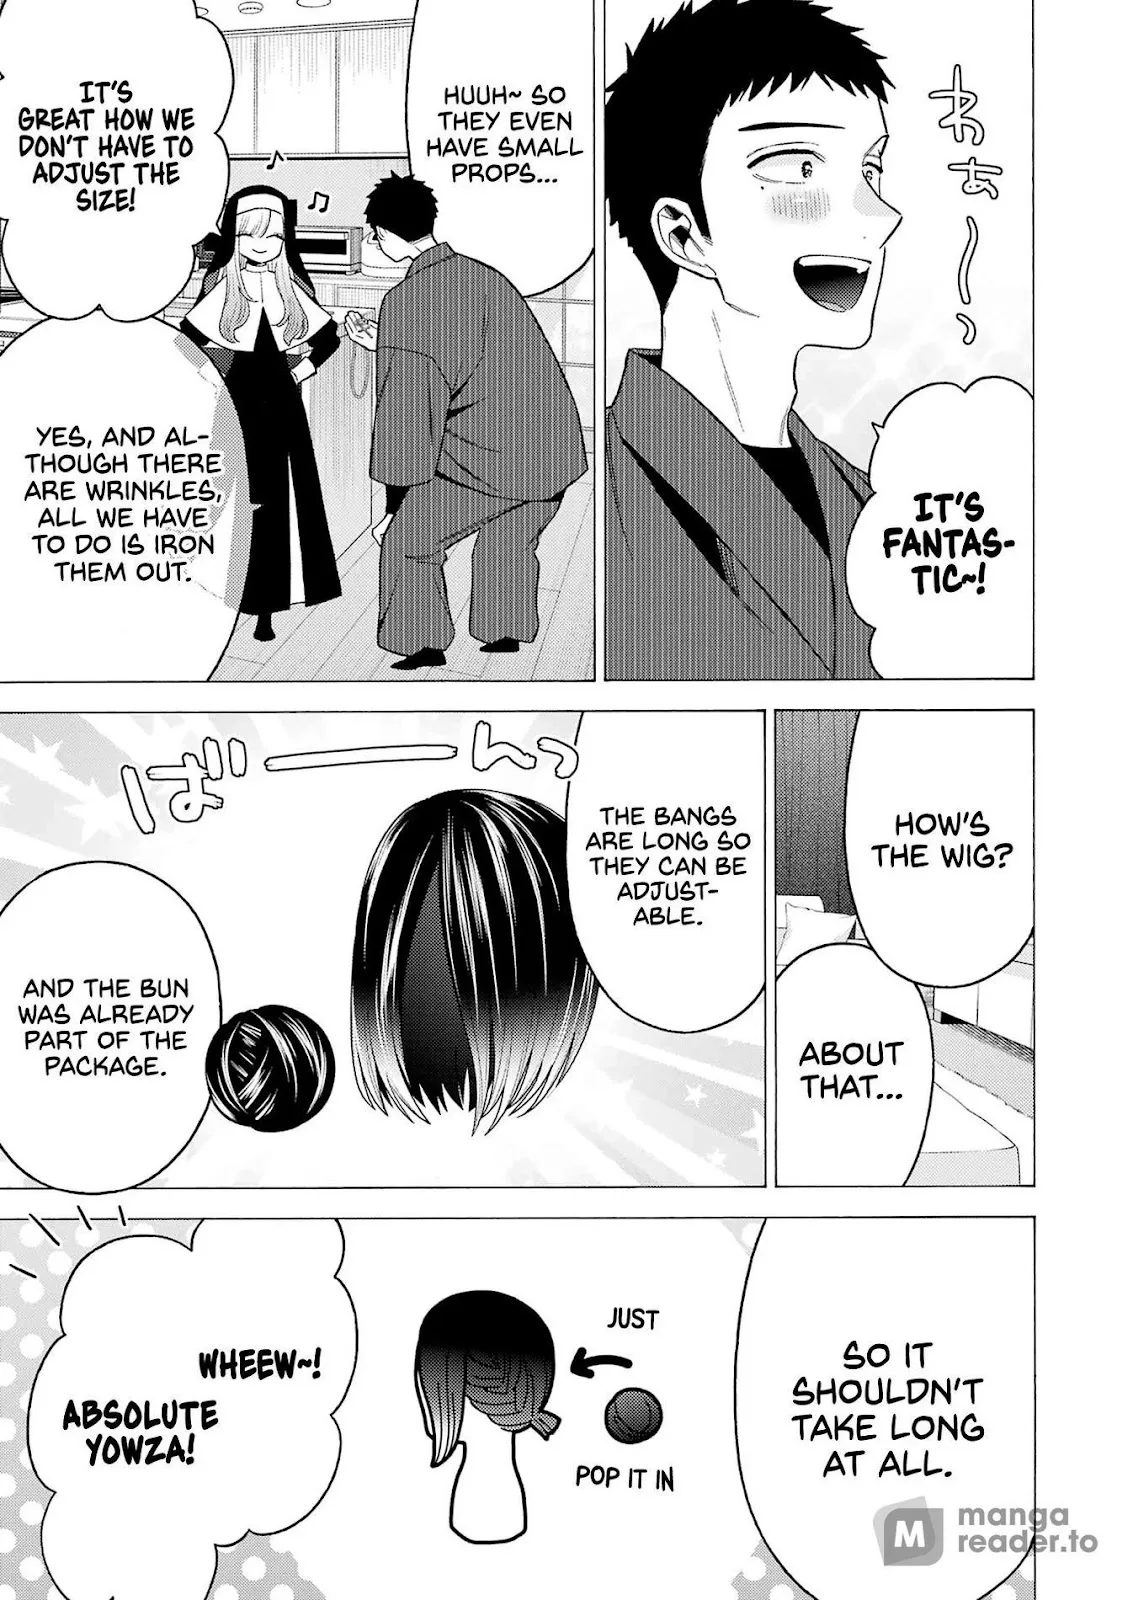 わぁ〜〜
IT'S
FANTAS-
TIC~!
HUUH~ SO
THEY EVEN
HAVE SMALL
PROPS...
IT'S
GREAT HOW WE
DON'T HAVE TO
ADJUST THE
SIZE!
YES, AND AL-
THOUGH THERE
ARE WRINKLES,
ALL WE HAVE
TO DO IS IRON
THEM OUT.
HOW'S
THE WIG?
ABOUT
THAT...
THE BANGS
ARE LONG SO
THEY CAN BE
ADJUST-
ABLE.
ばーんっ
AND THE BUN
WAS ALREADY
PART OF THE
PACKAGE.
SO IT
SHOULDN'T
TAKE LONG
AT ALL.
JUST
POP IT IN
WHEEW~!
ABSOLUTE
YOWZA!
M manga
reader.to